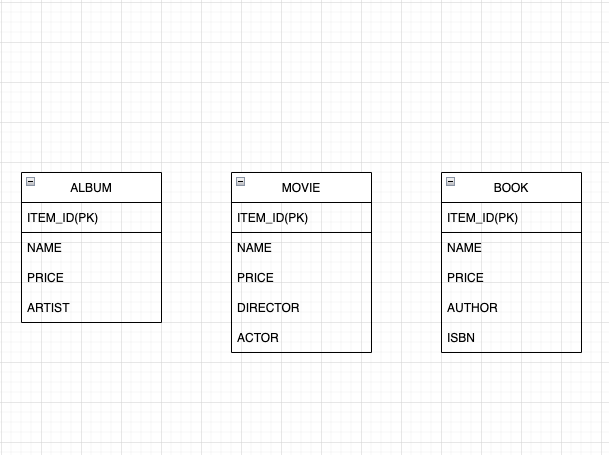 ALBUM
ITEM_ID(PK)
NAME
PRICE
ARTIST
MOVIE
ITEM_ID(PK)
NAME
PRICE
DIRECTOR
ACTOR
BOOK
ITEM_ID(PK)
NAME
PRICE
AUTHOR
ISBN